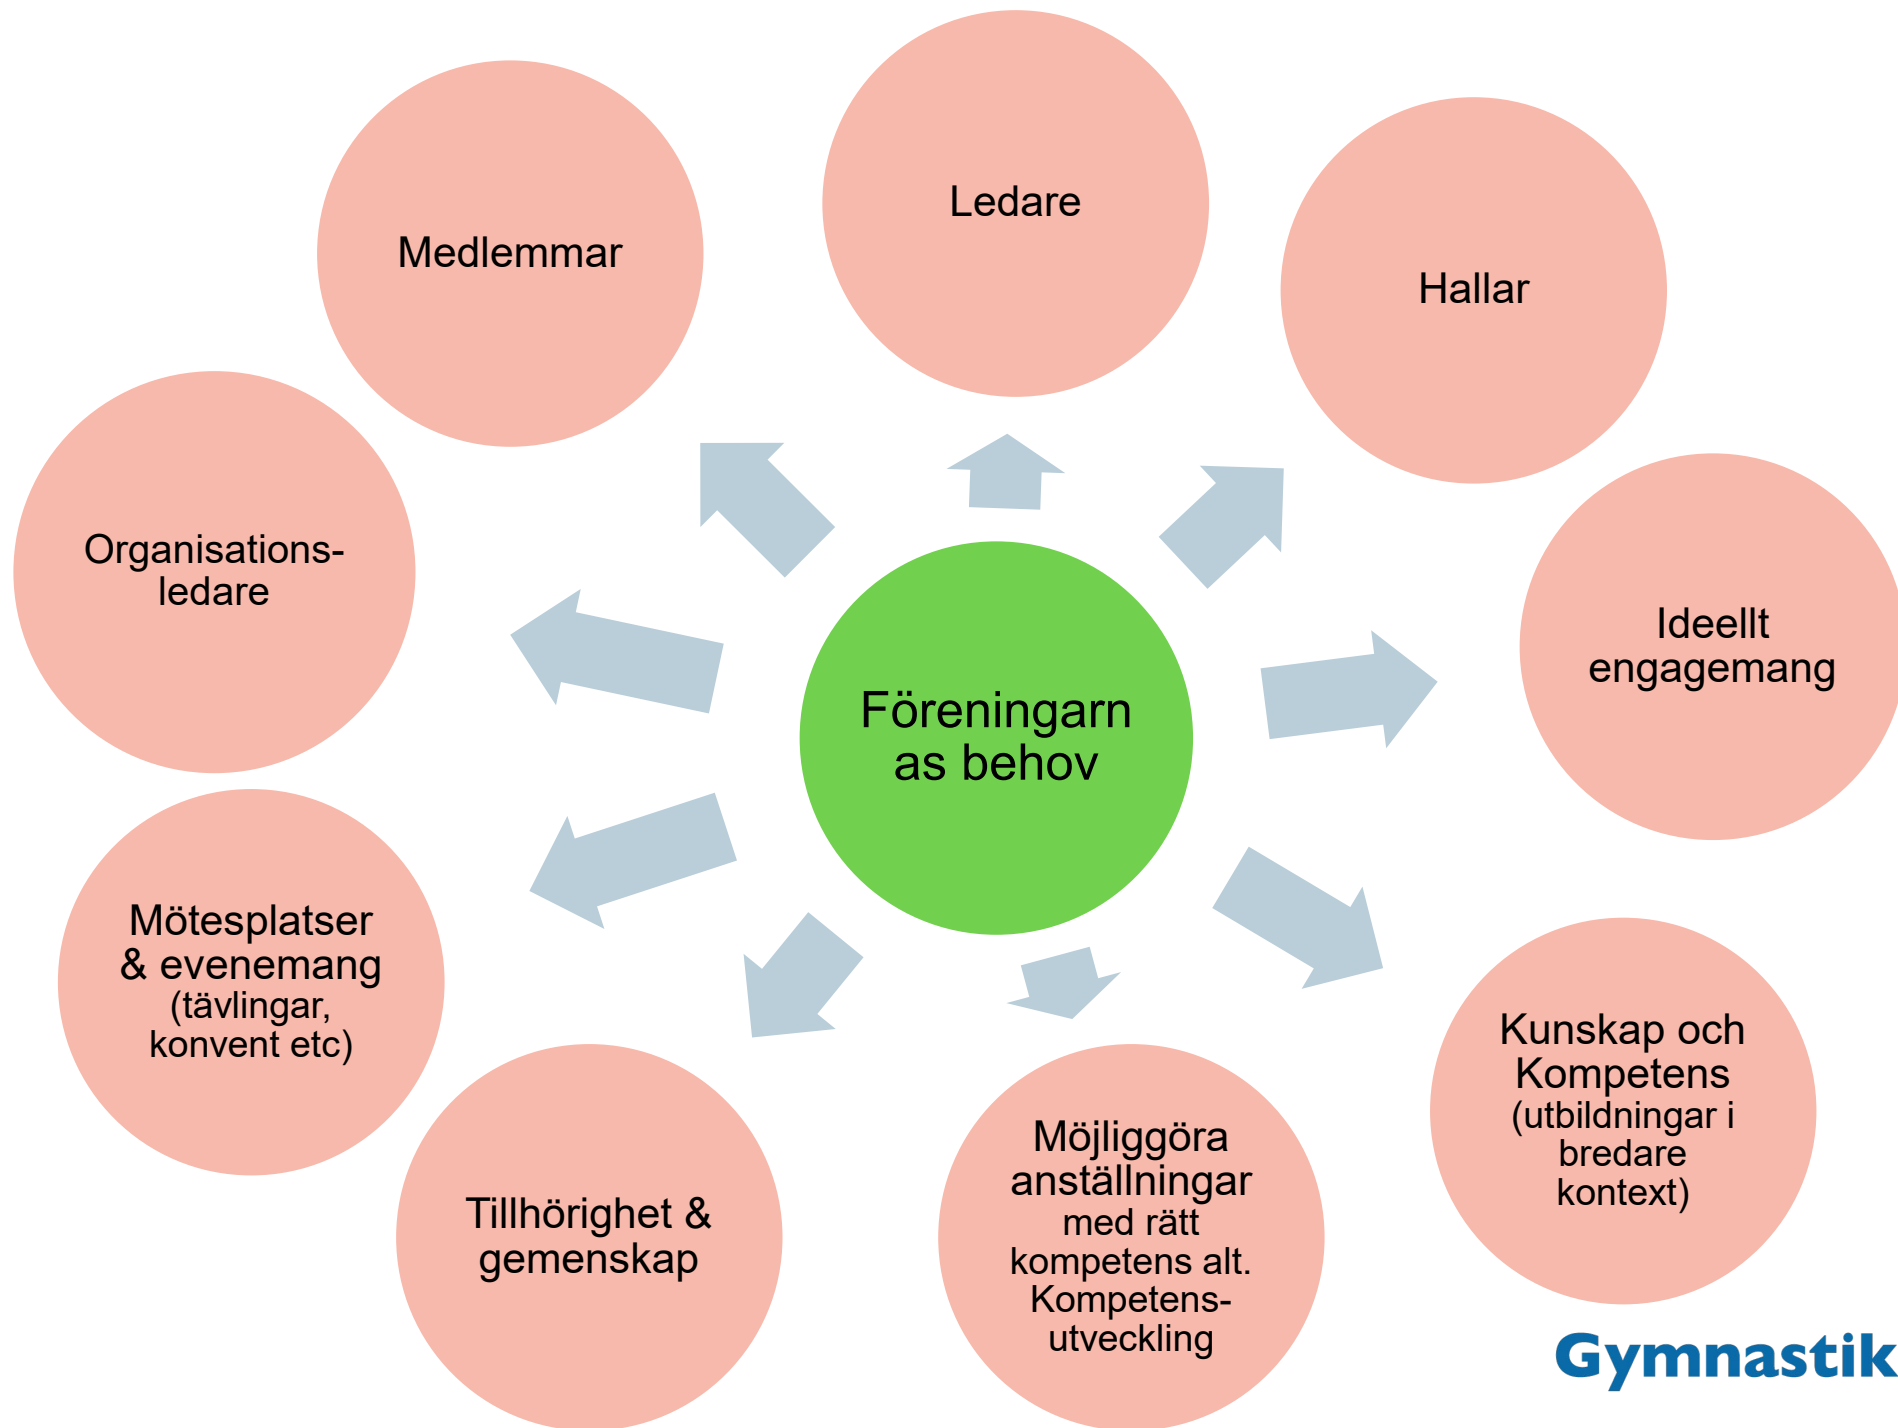 Ledare
Medlemmar
Hallar
Organisations-
ledare
Ideellt
engagemang
Föreningarn
as behov
Mötesplatser
& evenemang
(tävlingar,
konvent etc)
Kunskap och
Kompetens
(utbildningar i
bredare
kontext)
Möjliggöra
anställningar
med rätt
kompetens alt.
Kompetens-
utveckling
Tillhörighet &
gemenskap
Gymnastik